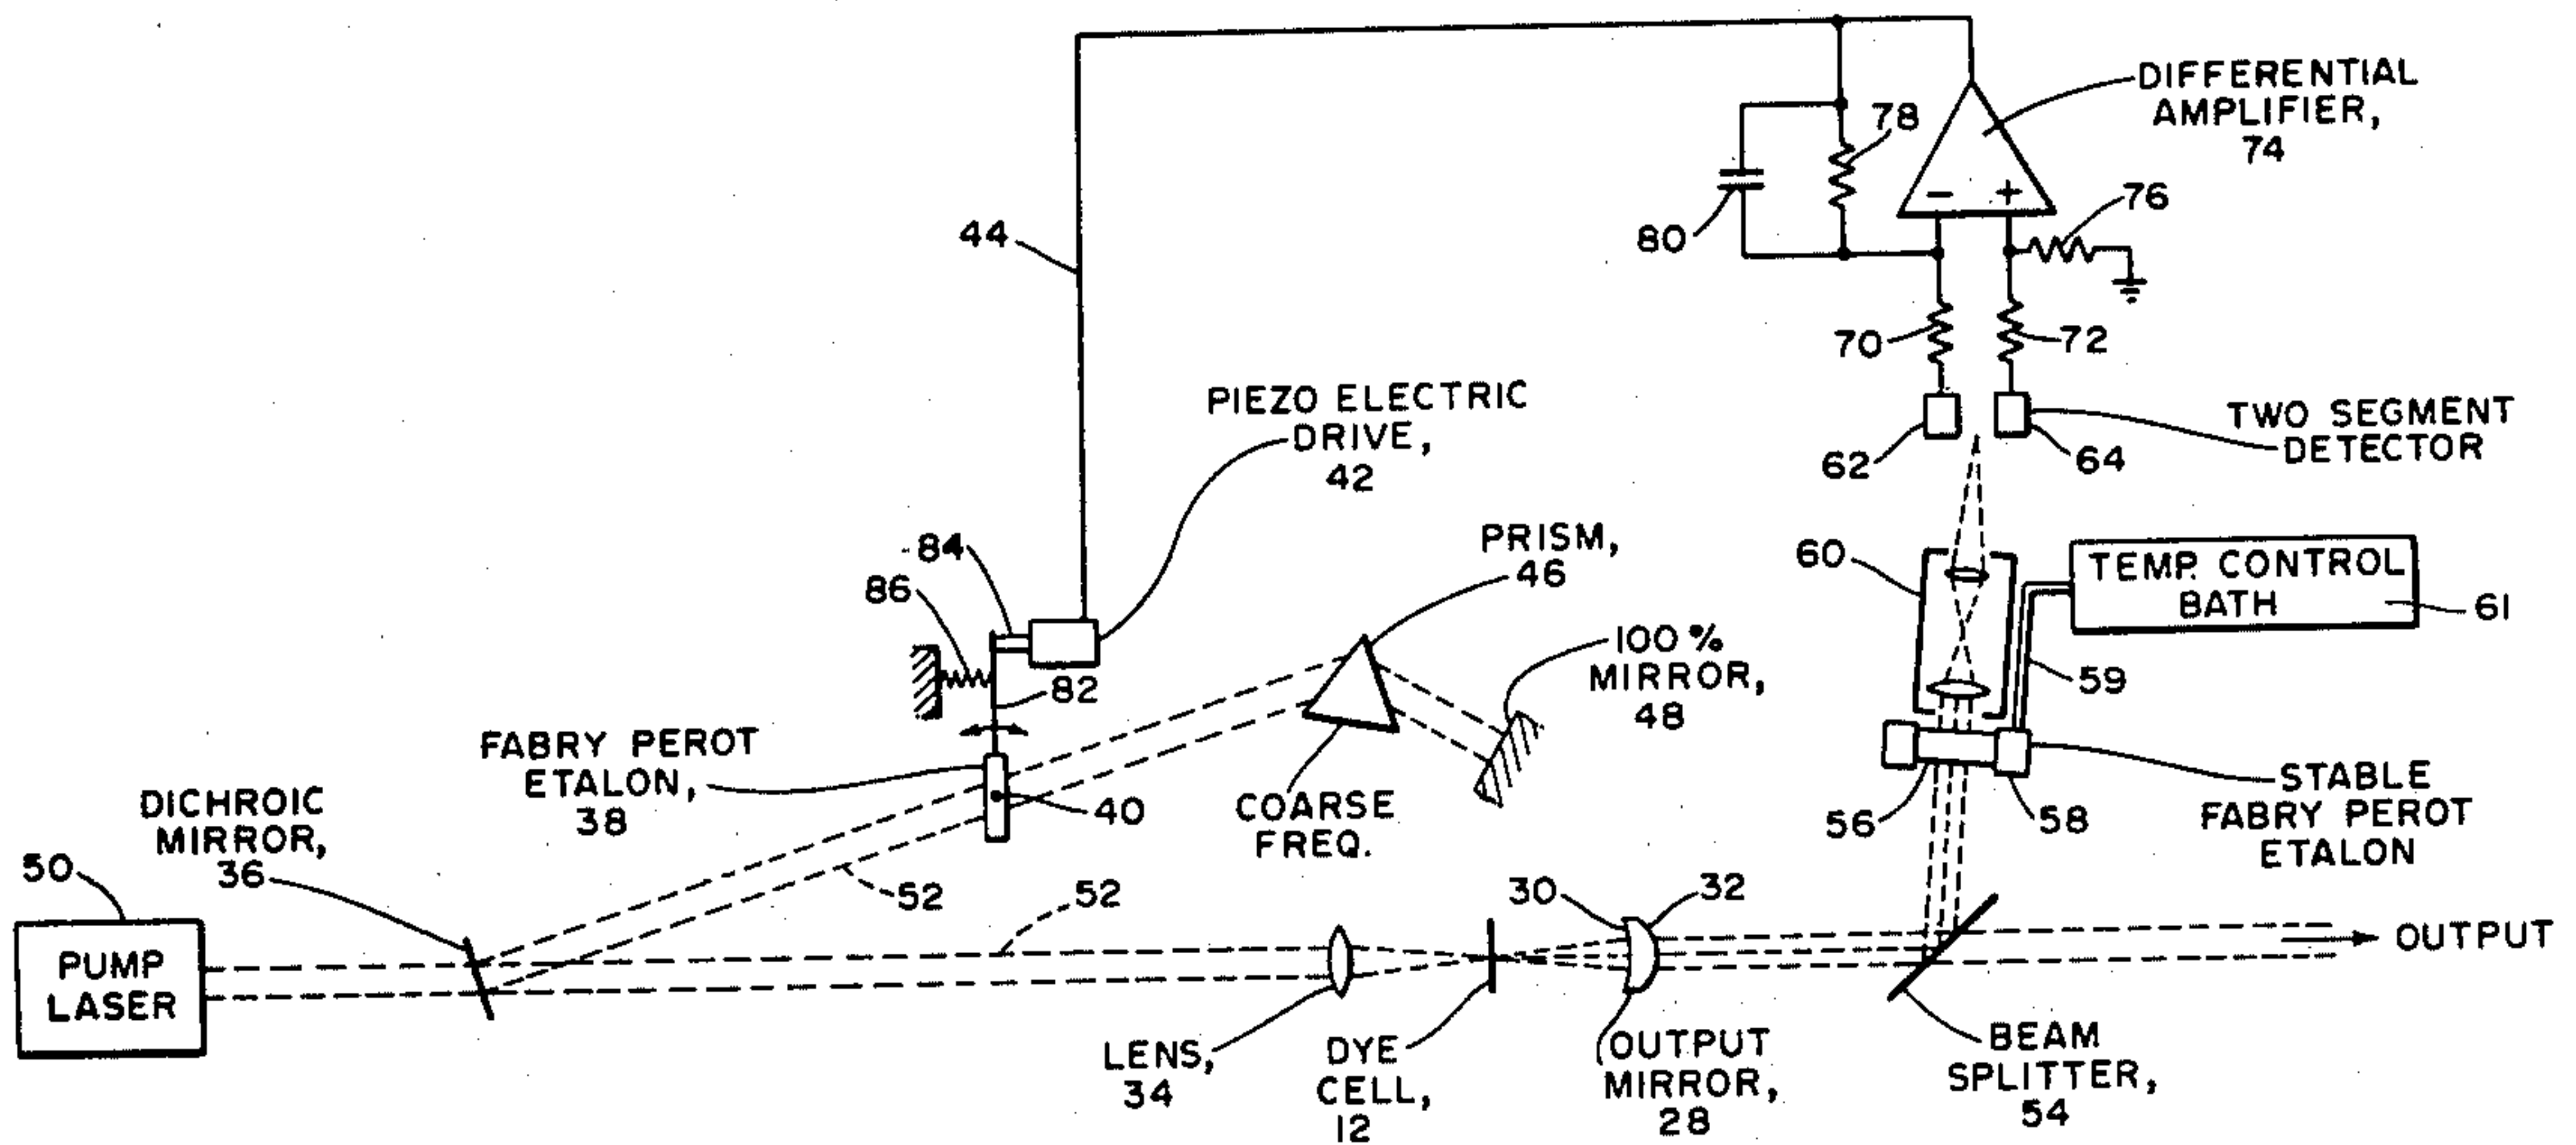 DIFFERENTIAL
AMPLIFIER,
74
78
76
80
44
70
72
PIEZO ELECTRIC
DRIVE,
42
TWO SEGMENT
DETECTOR
62
64
84
86
PRISM,
46
60
TEMP. CONTROL
BATH
61
100 %
MIRROR,
48
82
59
FABRY PEROT
ETALON,
38
40
COARSE
FREQ.
56
58
STABLE
FABRY PEROT
ETALON
DICHROIC
MIRROR,
36
50
PUMP
LASER
52
52
30
32
OUTPUT
LENS,
34
DYE
CELL,
12
OUTPUT
MIRROR,
28
BEAM
SPLITTER,
54